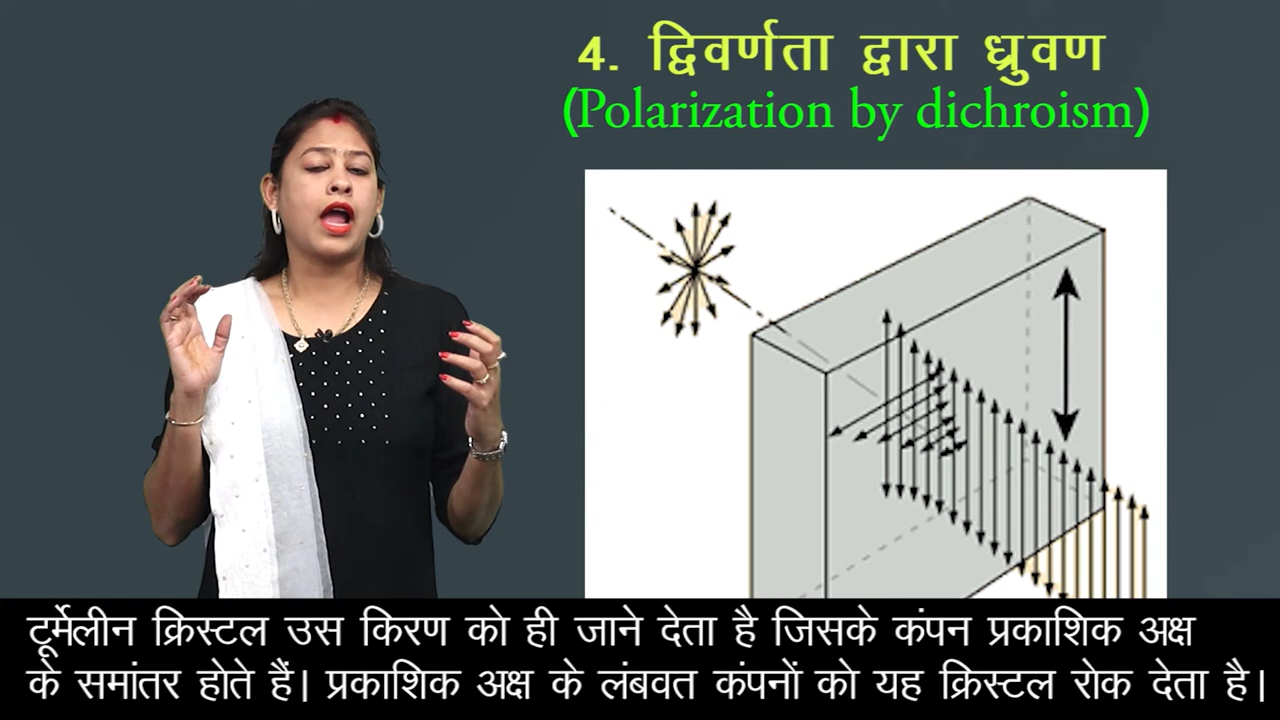 4. द्विवर्णता द्वारा ध्रुवण
(Polarization by dichroism)
टूर्मेलीन क्रिस्टल उस किरण को ही जाने देता है जिसके कंपन प्रकाशिक अक्ष
के समांतर होते हैं। प्रकाशिक अक्ष के लंबवत कंपनों को यह क्रिस्टल रोक देता है।